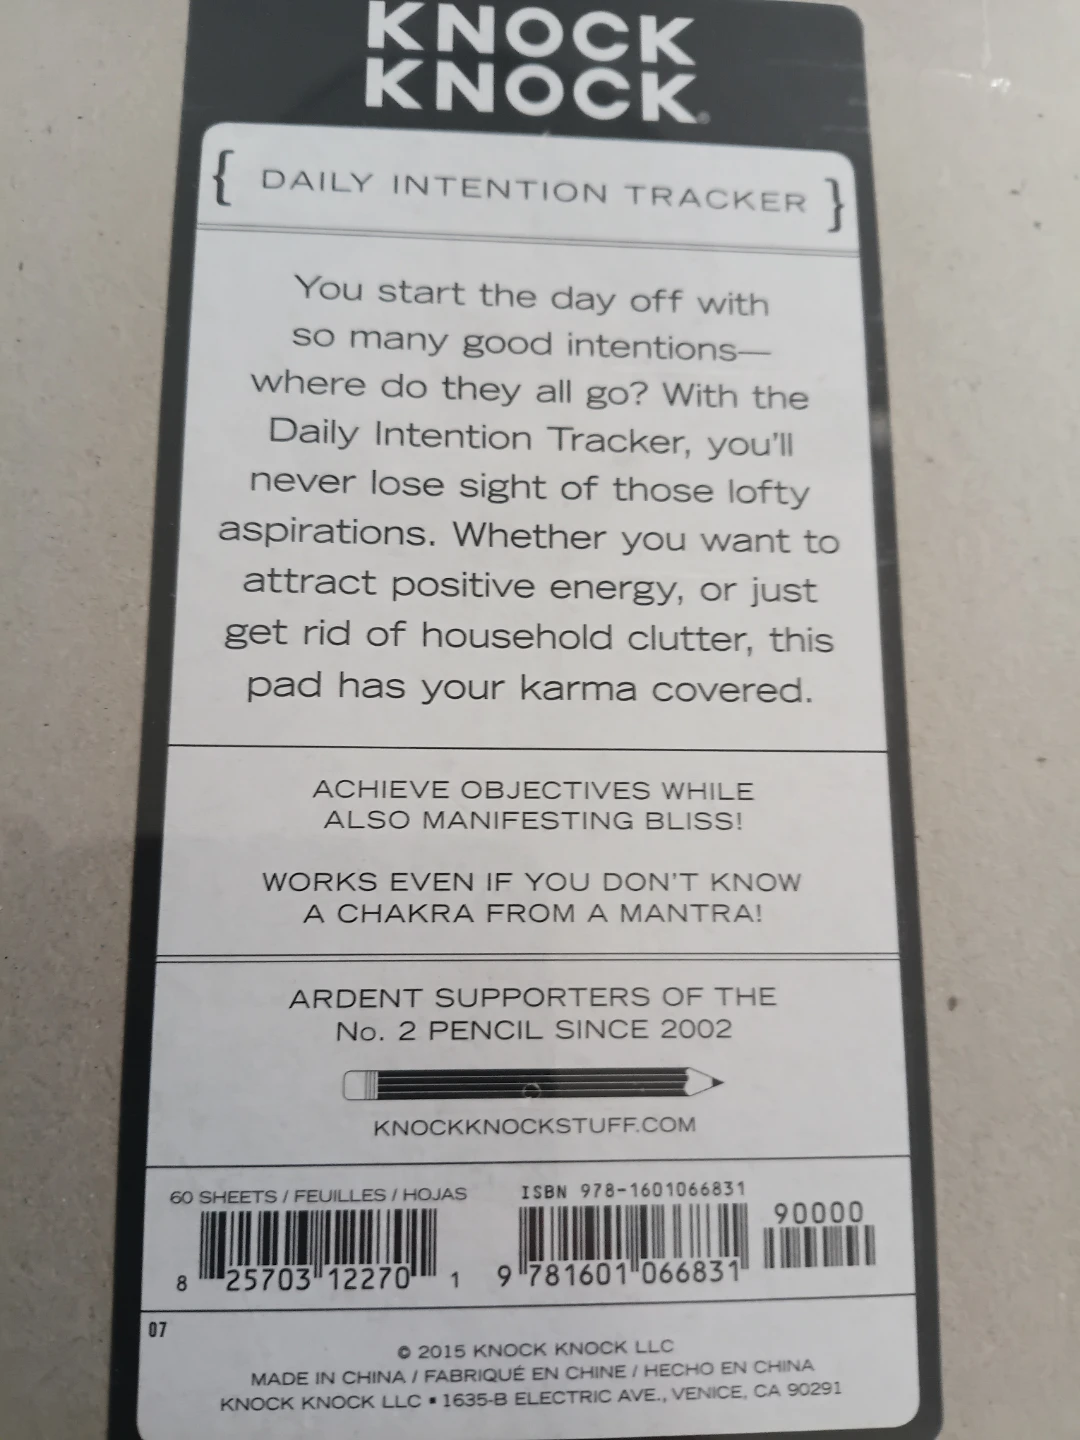 KNOCK
KNOCK®
{ DAILY INTENTION TRACKER }
You start the day off with
so many good intentions—
where do they all go? With the
Daily Intention Tracker, you'll
never lose sight of those lofty
aspirations. Whether you want to
attract positive energy, or just
get rid of household clutter, this
pad has your karma covered.
ACHIEVE OBJECTIVES WHILE
ALSO MANIFESTING BLISS!
WORKS EVEN IF YOU DON'T KNOW
A CHAKRA FROM A MANTRA!
ARDENT SUPPORTERS OF THE
No. 2 PENCIL SINCE 2002
KNOCKKNOCKSTUFF.COM
60 SHEETS / FEUILLES / HOJAS
8 25703 12270 1
ISBN 978-1601066831
9 781601 066831
90000
07
© 2015 KNOCK KNOCK LLC
MADE IN CHINA / FABRIQUÉ EN CHINE / HECHO EN CHINA
KNOCK KNOCK LLC ▪ 1635-B ELECTRIC AVE., VENICE, CA 90291